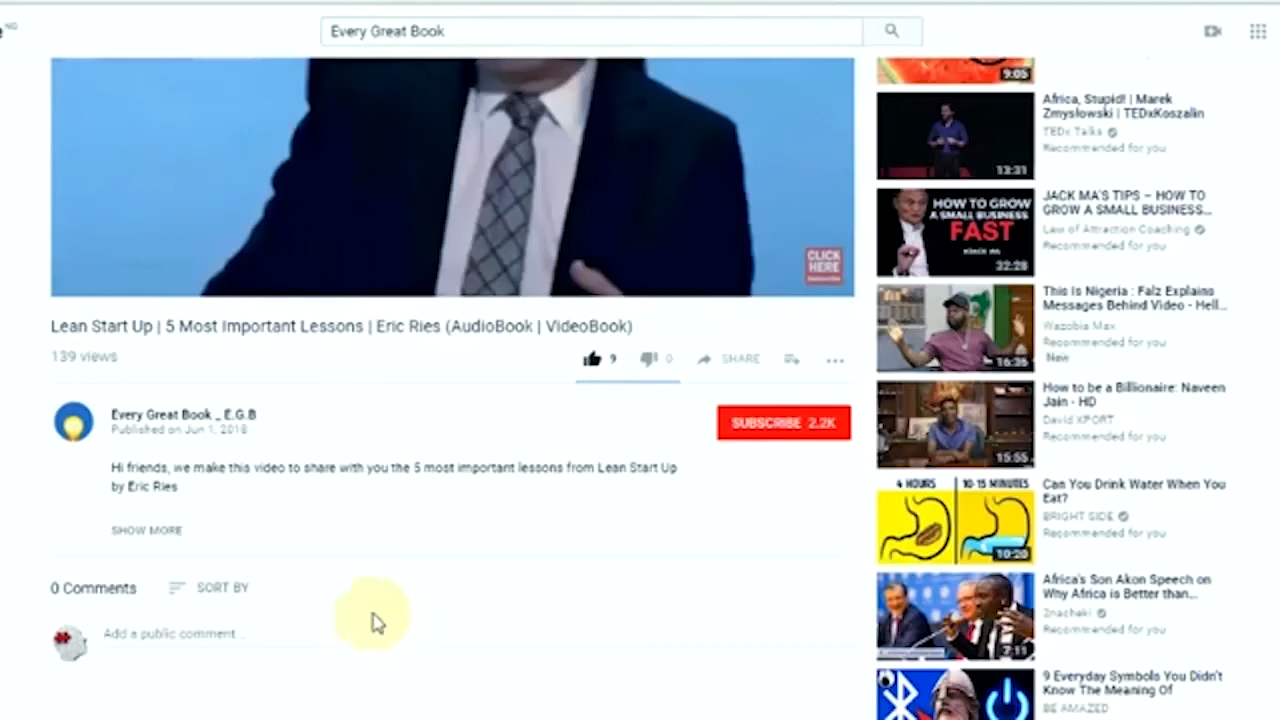 e NG
Every Great Book
CLICK
HERE
Lean Start Up | 5 Most Important Lessons | Eric Ries (AudioBook | VideoBook)
139 views
9
0
SHARE
Every Great Book _ E.G.B
Published on Jun 1, 2018
SUBSCRIBE 2.2K
Hi friends, we make this video to share with you the 5 most important lessons from Lean Start Up
by Eric Ries
SHOW MORE
0 Comments
SORT BY
Add a public comment...
9:05
Africa, Stupid! | Marek
Zmysłowski | TEDxKoszalin
TEDx Talks
Recommended for you
13:31
HOW TO GROW
A SMALL BUSINESS
FAST
JACK MA
32:28
JACK MA'S TIPS – HOW TO
GROW A SMALL BUSINESS...
Law of Attraction Coaching
Recommended for you
16:35
This Is Nigeria : Falz Explains
Messages Behind Video - Hell...
Wazobia Max
Recommended for you
New
15:55
How to be a Billionaire: Naveen
Jain - HD
David XPORT
Recommended for you
4 HOURS
10-15 MINUTES
10:20
Can You Drink Water When You
Eat?
BRIGHT SIDE
Recommended for you
7:11
Africa's Son Akon Speech on
Why Africa is Better than...
2nacheki
Recommended for you
9 Everyday Symbols You Didn't
Know The Meaning Of
BE AMAZED